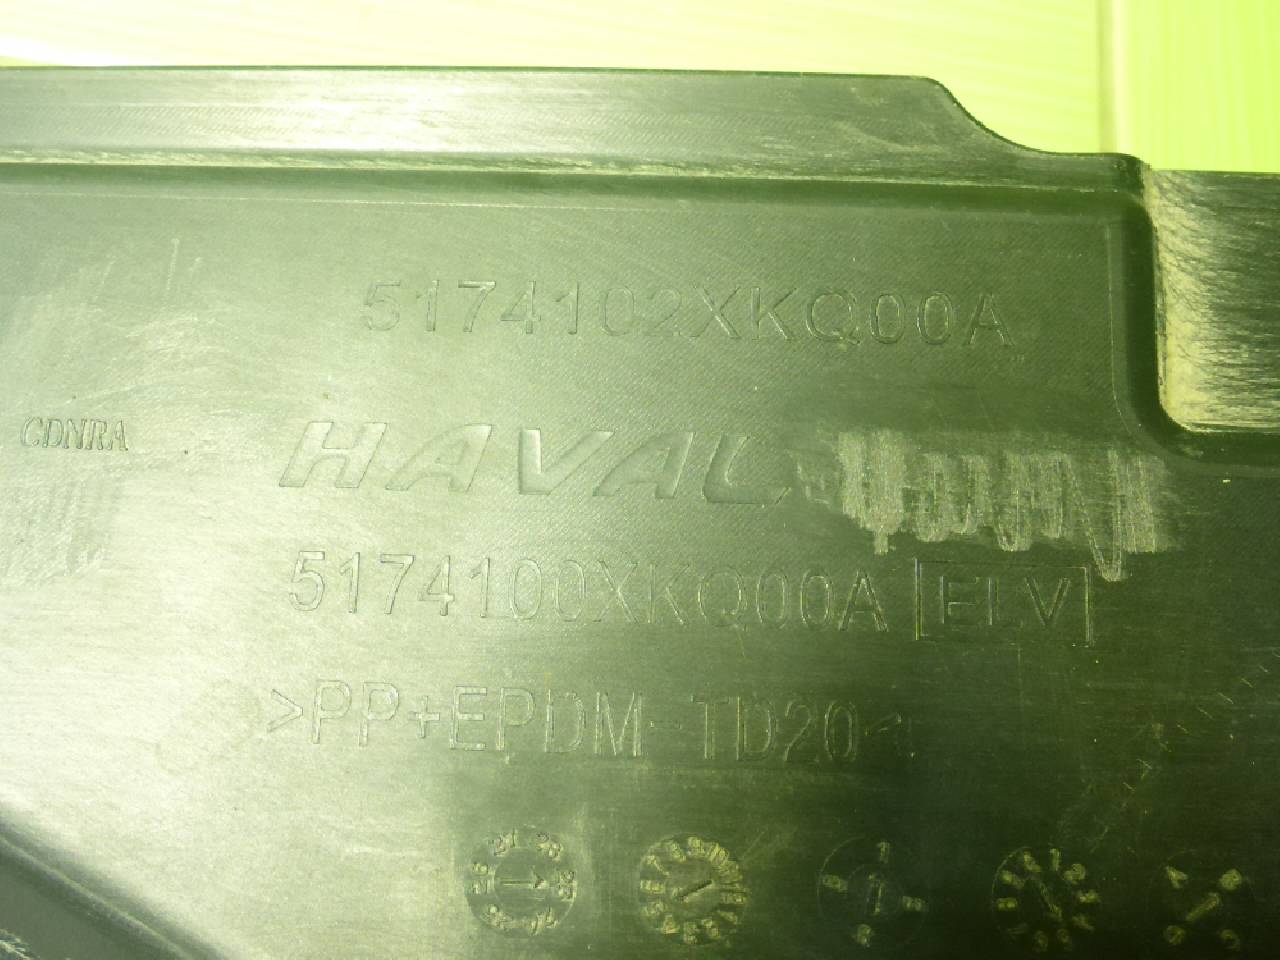 5174102XKQ00A
CDNRA
HAVAL
5174100XKQ00A ELV
>PP+EPDM-TD20<